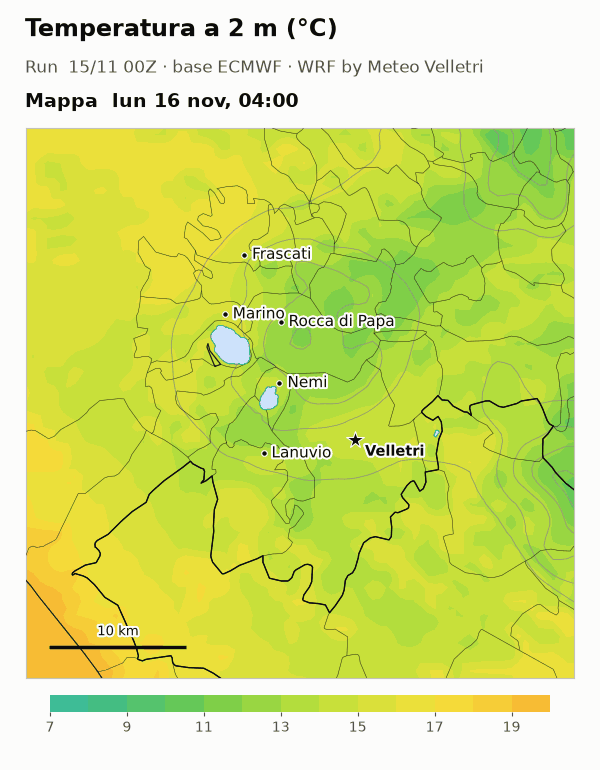 Temperatura a 2 m (°C)
Run  15/11 00Z · base ECMWF · WRF by Meteo Velletri
Mappa  lun 16 nov, 04:00
Frascati
Marino
Rocca di Papa
Nemi
Lanuvio
Velletri
10 km
7 9 11 13 15 17 19